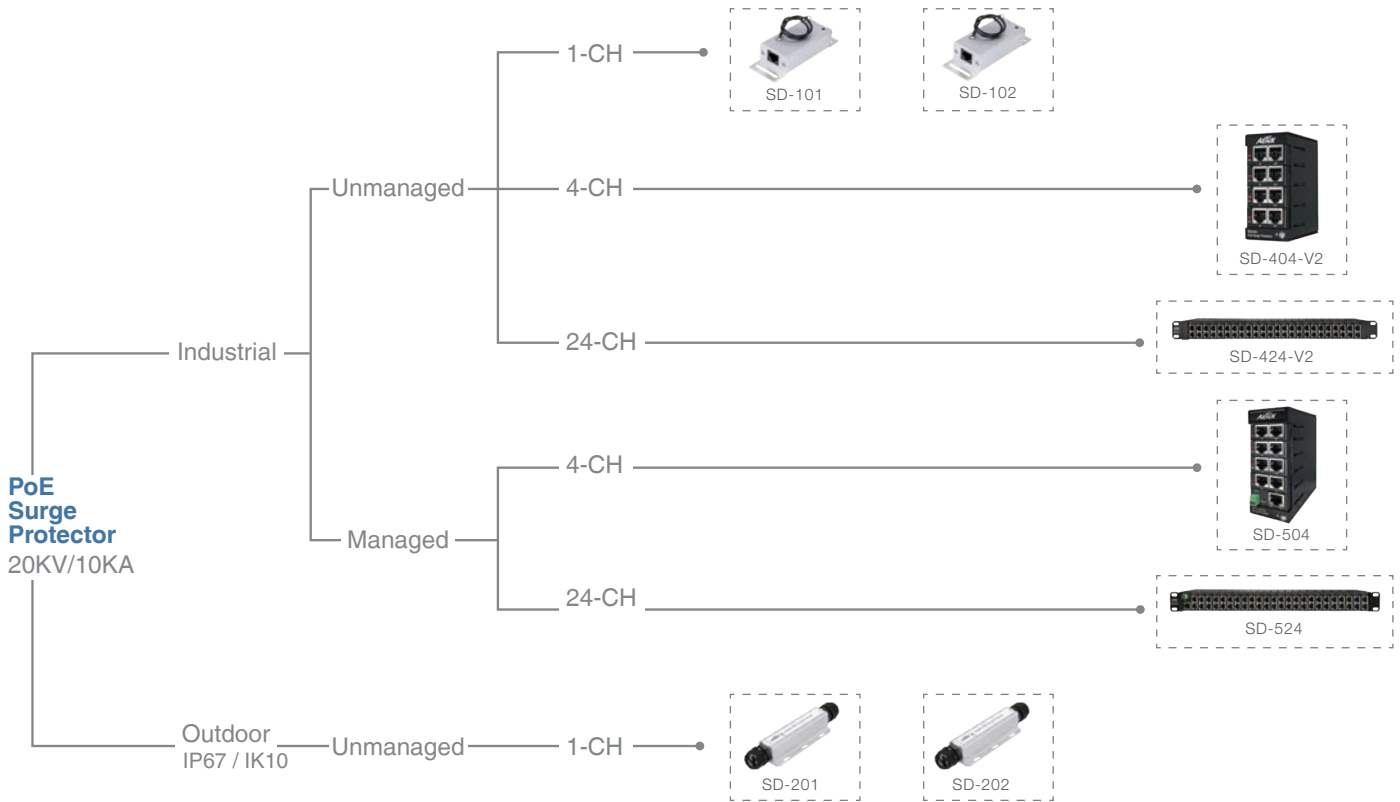 1-CH
SD-101
SD-102
Unmanaged
4-CH
SD-404-V2
24-CH
SD-424-V2
Industrial
PoE
Surge
Protector
20KV/10KA
4-CH
SD-504
Managed
24-CH
SD-524
Outdoor
IP67 / IK10
Unmanaged
1-CH
SD-201
SD-202